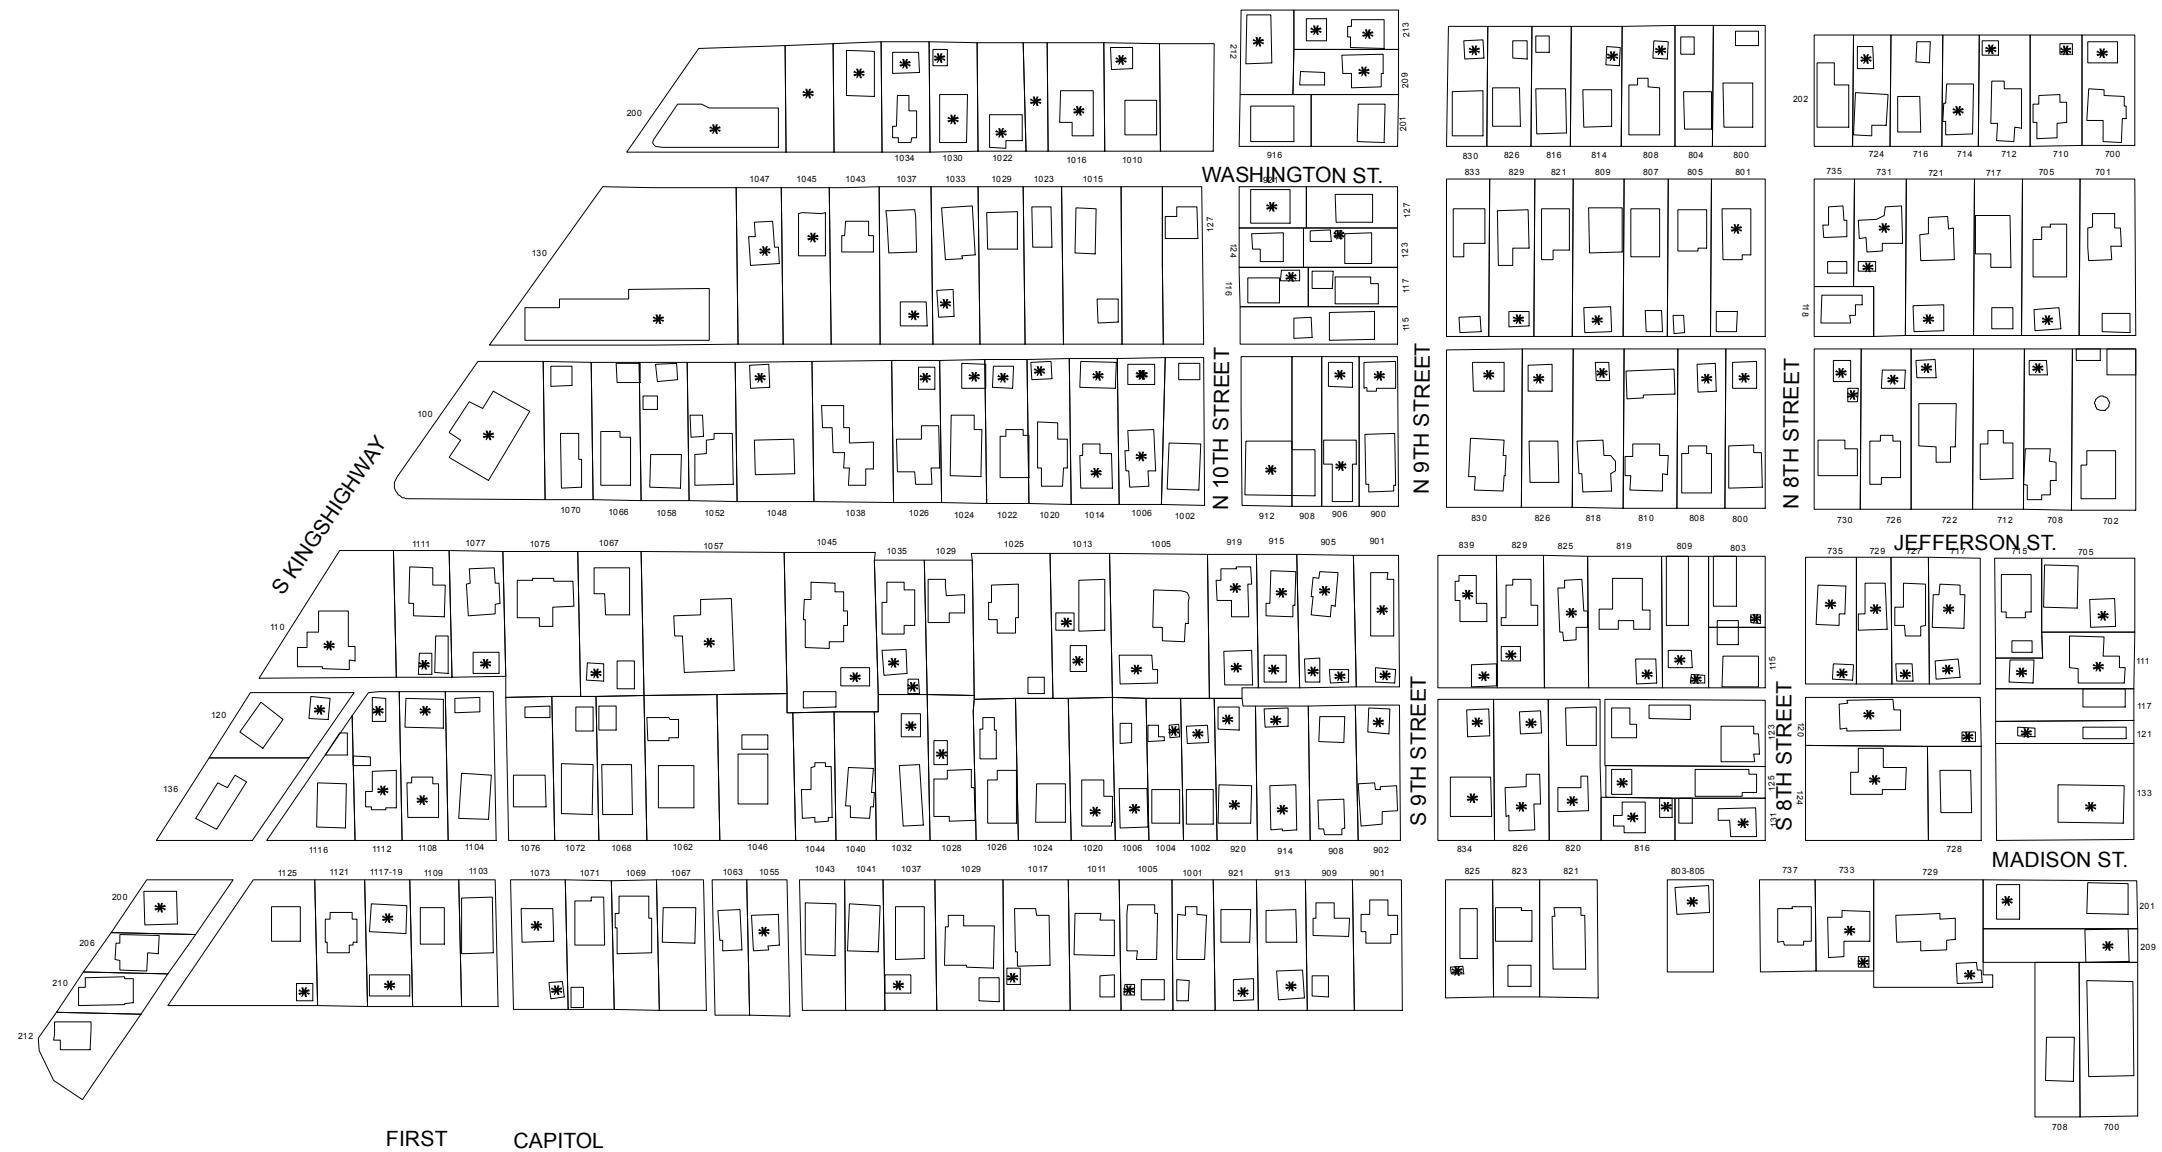 213
212
209
201
200
202
1034 1030 1022 1016 1010
916
830 826 816 814 808 804 800
724 716 714 712 710 700
WASHINGTON ST.
1047 1045 1043 1037 1033 1029 1023 1015
921
833 829 821 809 807 805 801
735 731 721 717 705 701
127
127
130
124
123
116
117
118
115
N 10TH STREET
N 9TH STREET
N 8TH STREET
100
S KINGSHIGHWAY
1070 1066 1058 1052 1048 1038 1026 1024 1022 1020 1014 1006 1002
912 908 906 900
830 826 818 810 808 800
730 726 722 712 708 702
JEFFERSON ST.
1111 1077 1075 1067 1057 1045 1035 1029 1025 1013 1005 919 915 905 901
839 829 825 819 809 803
735 729 727 717 715 705
110
115
111
120
117
123
120
121
136
125
124
133
131
S 9TH STREET
S 8TH STREET
1116 1112 1108 1104 1076 1072 1068 1062 1046 1044 1040 1032 1028 1026 1024 1020 1006 1004 1002 920 914 908 902
834 826 820 816
728
MADISON ST.
1125 1121 1117-19 1109 1103 1073 1071 1069 1067 1063 1055 1043 1041 1037 1029 1017 1011 1005 1001 921 913 909 901
825 823 821 803-805 737 733 729
200
201
206
209
210
212
708 700
FIRST CAPITOL